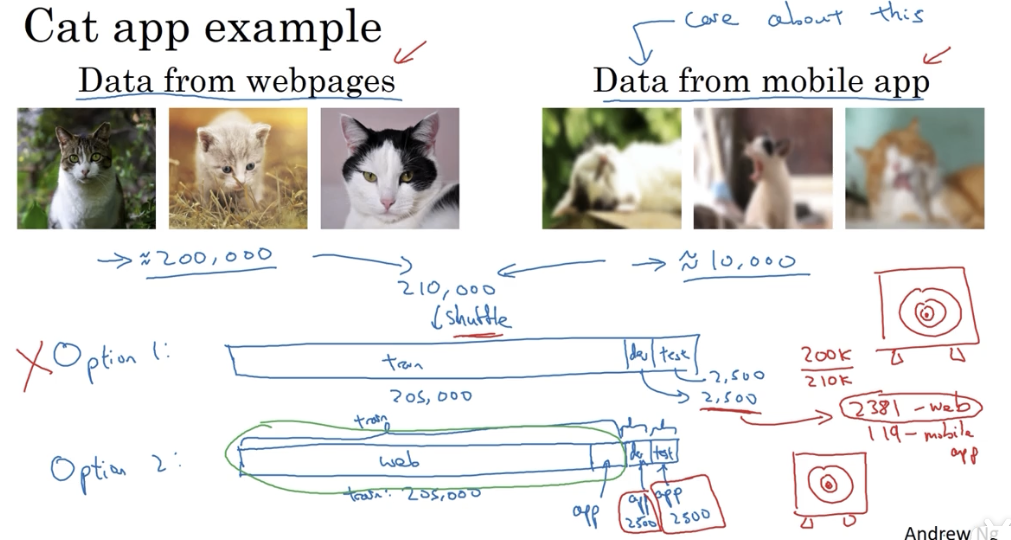 Cat app example
care about this
Data from webpages
Data from mobile app
→ ≈200,000
→ ≈10,000
210,000
shuffle
Option 1:
train
dev
test
205,000
2,500
2,500
200K
210K
2381 – web
119 – mobile
app
train
Option 2:
web
dev
test
train: 205,000
app
app
2500
app
2500
Andrew Ng